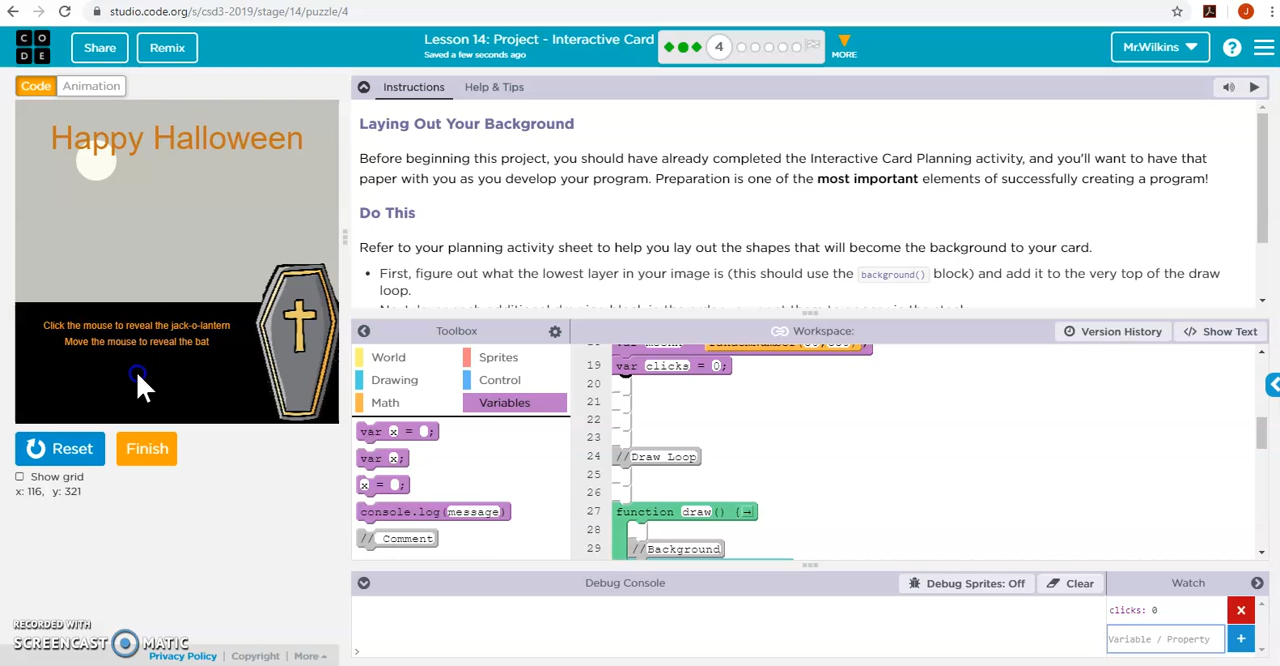 studio.code.org/s/csd3-2019/stage/14/puzzle/4
J
CO
DE
Share
Remix
Lesson 14: Project - Interactive Card
Saved a few seconds ago
4
MORE
Mr.Wilkins
?
Code
Animation
Instructions
Help & Tips
Happy Halloween
Click the mouse to reveal the jack-o-lantern
Move the mouse to reveal the bat
Reset
Finish
Show grid
x: 116, y: 321
Laying Out Your Background
Before beginning this project, you should have already completed the Interactive Card Planning activity, and you'll want to have that
paper with you as you develop your program. Preparation is one of the most important elements of successfully creating a program!
Do This
Refer to your planning activity sheet to help you lay out the shapes that will become the background to your card.
• First, figure out what the lowest layer in your image is (this should use the background() block) and add it to the very top of the draw
loop.
Toolbox
Workspace:
Version History
</> Show Text
World
Sprites
Drawing
Control
Math
Variables
var x = ;
var x;
x = ;
console.log(message)
// Comment
19 var clicks = 0;
20
21
22
23
24 //Draw Loop
25
26
27 function draw() {
28
29 //Background
Debug Console
Debug Sprites: Off
Clear
Watch
clicks: 0
Variable / Property
>
RECORDED WITH
SCREENCAST MATIC
Privacy Policy | Copyright | More